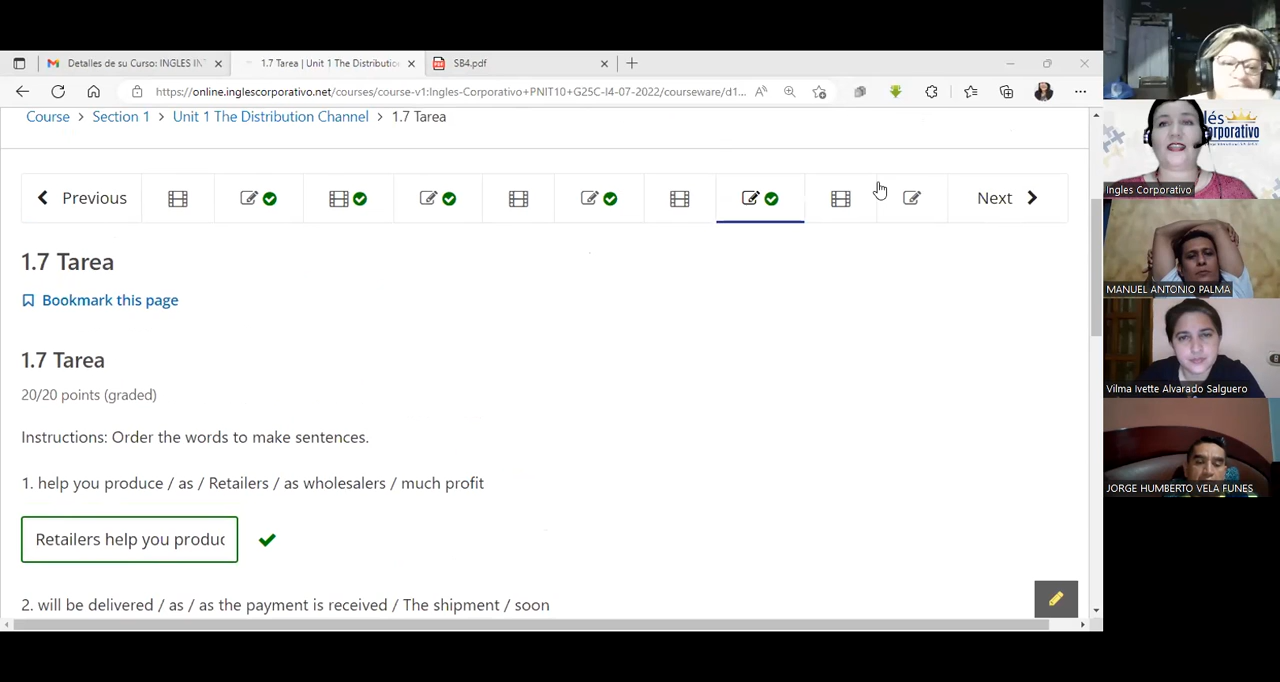 Detalles de su Curso: INGLES IN
1.7 Tarea | Unit 1 The Distributio
SB4.pdf
https://online.inglescorporativo.net/courses/course-v1:Ingles-Corporativo+PNIT10+G25C-I4-07-2022/courseware/d1...
Course > Section 1 > Unit 1 The Distribution Channel > 1.7 Tarea
Previous
Next
1.7 Tarea
Bookmark this page
1.7 Tarea
20/20 points (graded)
Instructions: Order the words to make sentences.
1. help you produce / as / Retailers / as wholesalers / much profit
Retailers help you produc
2. will be delivered / as / as the payment is received / The shipment / soon
lés
orporativo
Ingles Corporativo
MANUEL ANTONIO PALMA
Vilma Ivette Alvarado Salguero
JORGE HUMBERTO VELA FUNES